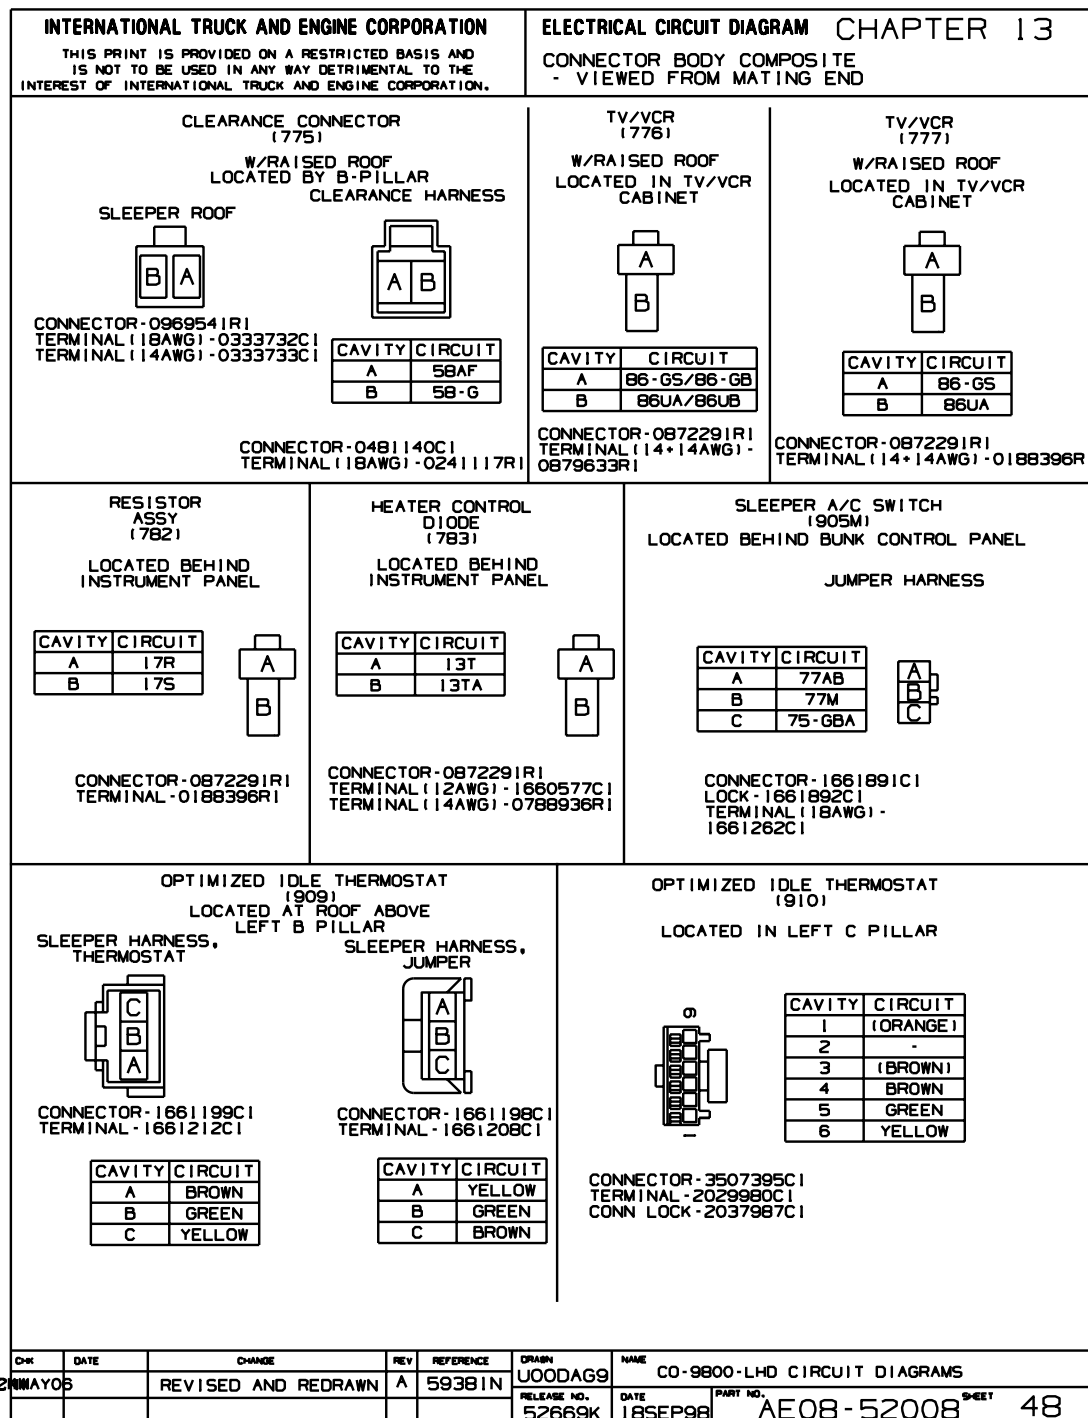 INTERNATIONAL TRUCK AND ENGINE CORPORATION
THIS PRINT IS PROVIDED ON A RESTRICTED BASIS AND
IS NOT TO BE USED IN ANY WAY DETRIMENTAL TO THE
INTEREST OF INTERNATIONAL TRUCK AND ENGINE CORPORATION.
ELECTRICAL CIRCUIT DIAGRAM CHAPTER 13
CONNECTOR BODY COMPOSITE
- VIEWED FROM MATING END
CLEARANCE CONNECTOR
(775)
W/RAISED ROOF
LOCATED BY B-PILLAR
CLEARANCE HARNESS
SLEEPER ROOF
B A
A B
CONNECTOR-0969541R1
TERMINAL(18AWG)-0333732C1
TERMINAL(14AWG)-0333733C1
CAVITY CIRCUIT
A 58AF
B 58-G
CONNECTOR-0481140C1
TERMINAL(18AWG)-0241117R1
TV/VCR
(776)
W/RAISED ROOF
LOCATED IN TV/VCR
CABINET
A
B
CAVITY CIRCUIT
A 86-GS/86-GB
B 86UA/86UB
CONNECTOR-0872291R1
TERMINAL(14+14AWG)-
0879633R1
TV/VCR
(777)
W/RAISED ROOF
LOCATED IN TV/VCR
CABINET
A
B
CAVITY CIRCUIT
A 86-GS
B 86UA
CONNECTOR-0872291R1
TERMINAL(14+14AWG)-0188396R
RESISTOR
ASSY
(782)
LOCATED BEHIND
INSTRUMENT PANEL
CAVITY CIRCUIT
A 17R
B 17S
A
B
CONNECTOR-0872291R1
TERMINAL-0188396R1
HEATER CONTROL
DIODE
(783)
LOCATED BEHIND
INSTRUMENT PANEL
CAVITY CIRCUIT
A 13T
B 13TA
A
B
CONNECTOR-0872291R1
TERMINAL(12AWG)-1660577C1
TERMINAL(14AWG)-0788936R1
SLEEPER A/C SWITCH
(905M)
LOCATED BEHIND BUNK CONTROL PANEL
JUMPER HARNESS
CAVITY CIRCUIT
A 77AB
B 77M
C 75-GBA
A
B
C
CONNECTOR-1661891C1
LOCK-1661892C1
TERMINAL(18AWG)-
1661262C1
OPTIMIZED IDLE THERMOSTAT
(909)
LOCATED AT ROOF ABOVE
LEFT B PILLAR
SLEEPER HARNESS,
THERMOSTAT
C
B
A
CONNECTOR-1661199C1
TERMINAL-1661212C1
CAVITY CIRCUIT
A BROWN
B GREEN
C YELLOW
SLEEPER HARNESS,
JUMPER
A
B
C
CONNECTOR-1661198C1
TERMINAL-1661208C1
CAVITY CIRCUIT
A YELLOW
B GREEN
C BROWN
OPTIMIZED IDLE THERMOSTAT
(910)
LOCATED IN LEFT C PILLAR
6
1
CAVITY CIRCUIT
1 (ORANGE)
2 -
3 (BROWN)
4 BROWN
5 GREEN
6 YELLOW
CONNECTOR-3507395C1
TERMINAL-2029980C1
CONN LOCK-2037987C1
CHK DATE CHANGE REV REFERENCE
REVISED AND REDRAWN A 59381N
DRAWN
U00DAG9
NAME
CO-9800-LHD CIRCUIT DIAGRAMS
RELEASE NO.
52669K
DATE
18SEP98
PART NO.
AE08-52008
SHEET
48